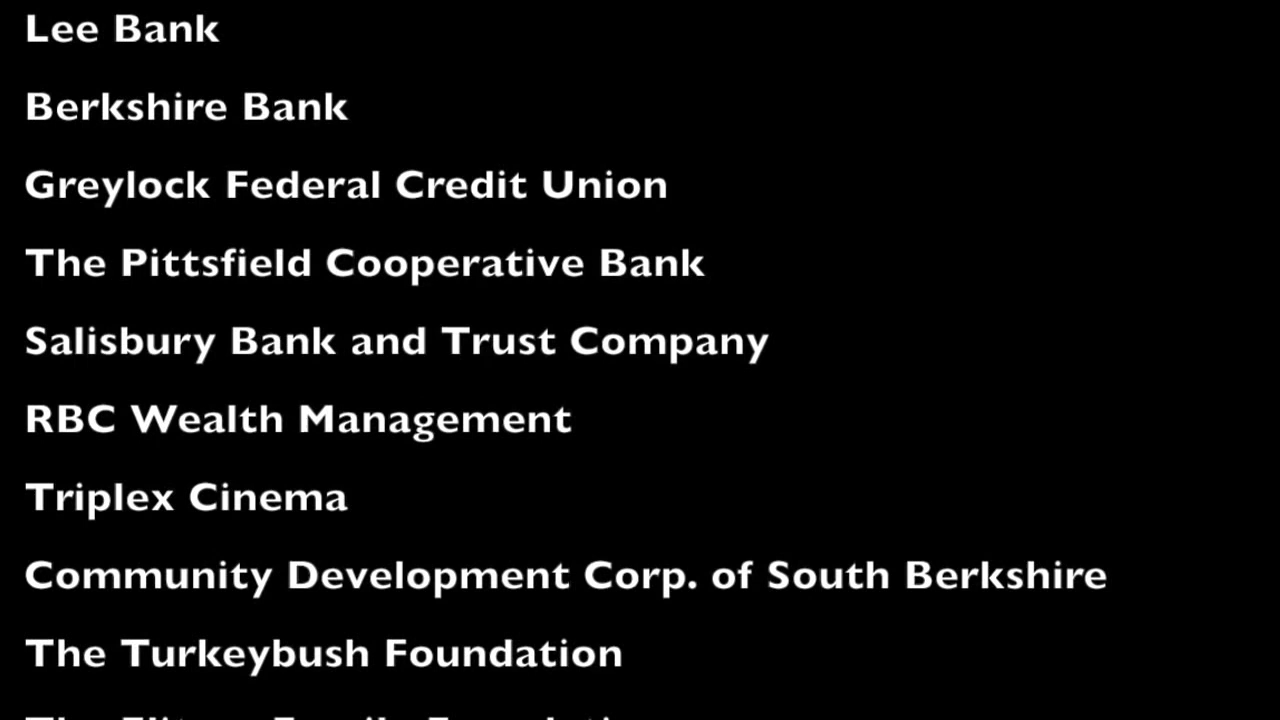 Lee Bank
Berkshire Bank
Greylock Federal Credit Union
The Pittsfield Cooperative Bank
Salisbury Bank and Trust Company
RBC Wealth Management
Triplex Cinema
Community Development Corp. of South Berkshire
The Turkeybush Foundation